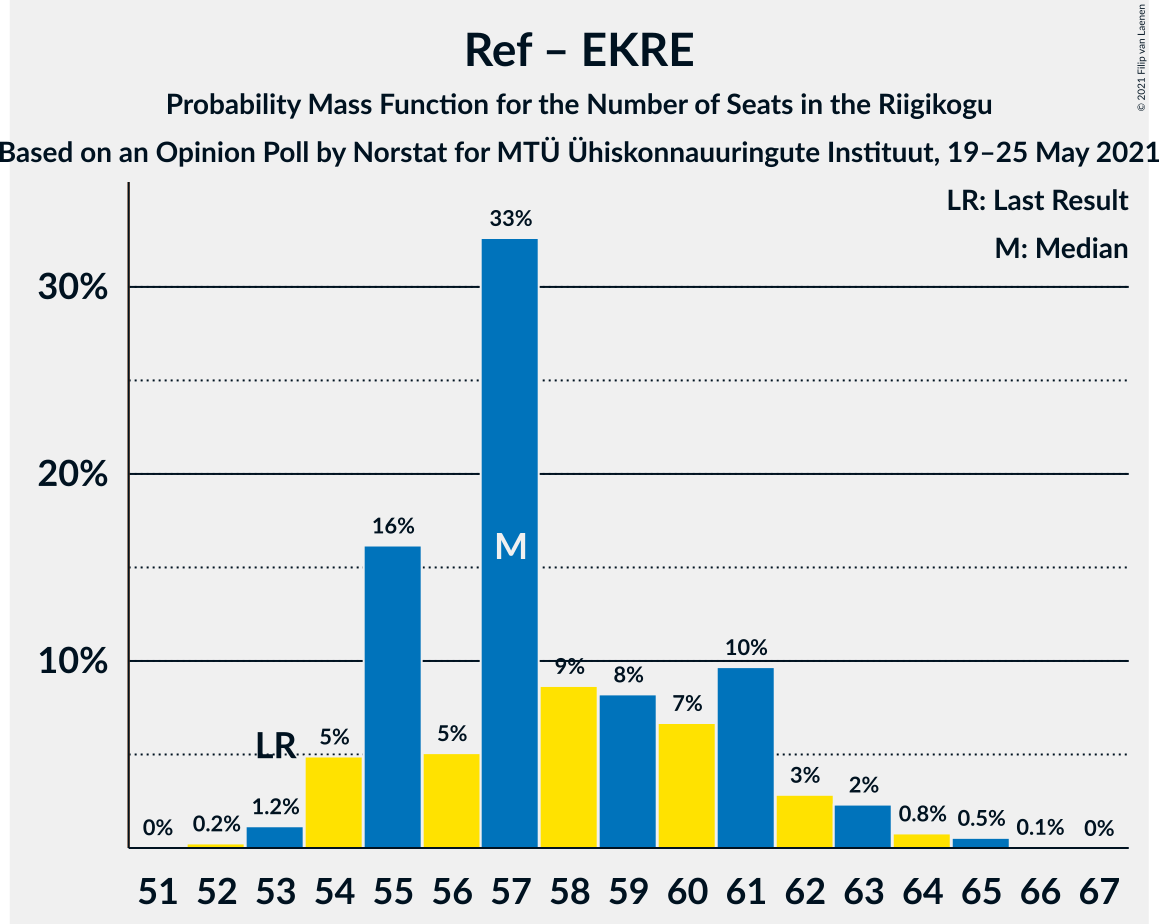 Ref – EKRE
Probability Mass Function for the Number of Seats in the Riigikogu
Based on an Opinion Poll by Norstat for MTÜ Ühiskonnauuringute Instituut, 19–25 May 2021
© 2021 Filip van Laenen
LR: Last Result
M: Median
33%
30%
20%
16%
M
10%
10%
9%
8%
7%
LR
5%
5%
3%
2%
1.2%
0.8%
0.5%
0%
0.2%
0.1%
0%
51 52 53 54 55 56 57 58 59 60 61 62 63 64 65 66 67